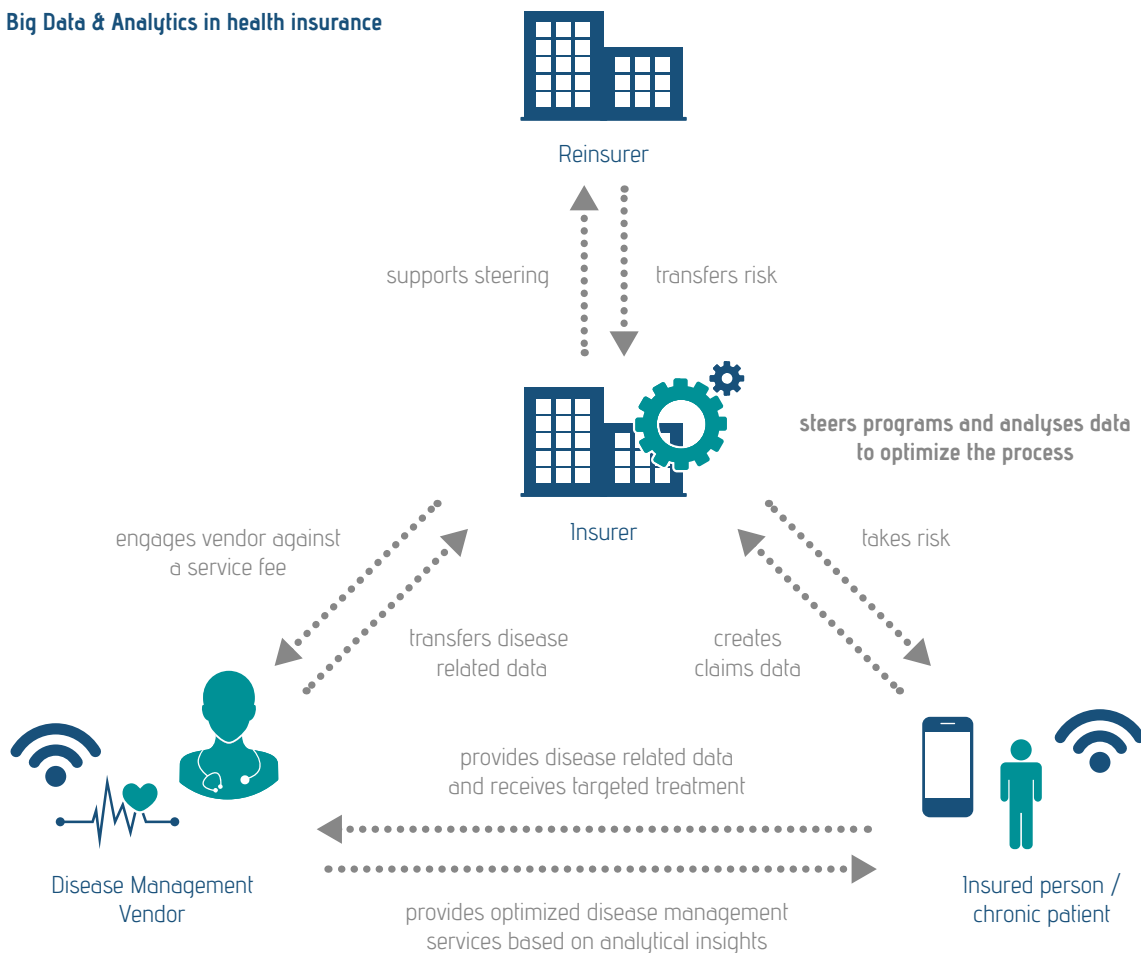 Big Data & Analytics in health insurance
Reinsurer
supports steering
transfers risk
steers programs and analyses data
to optimize the process
Insurer
engages vendor against
a service fee
takes risk
transfers disease
related data
creates
claims data
provides disease related data
and receives targeted treatment
Disease Management
Vendor
Insured person /
chronic patient
provides optimized disease management
services based on analytical insights